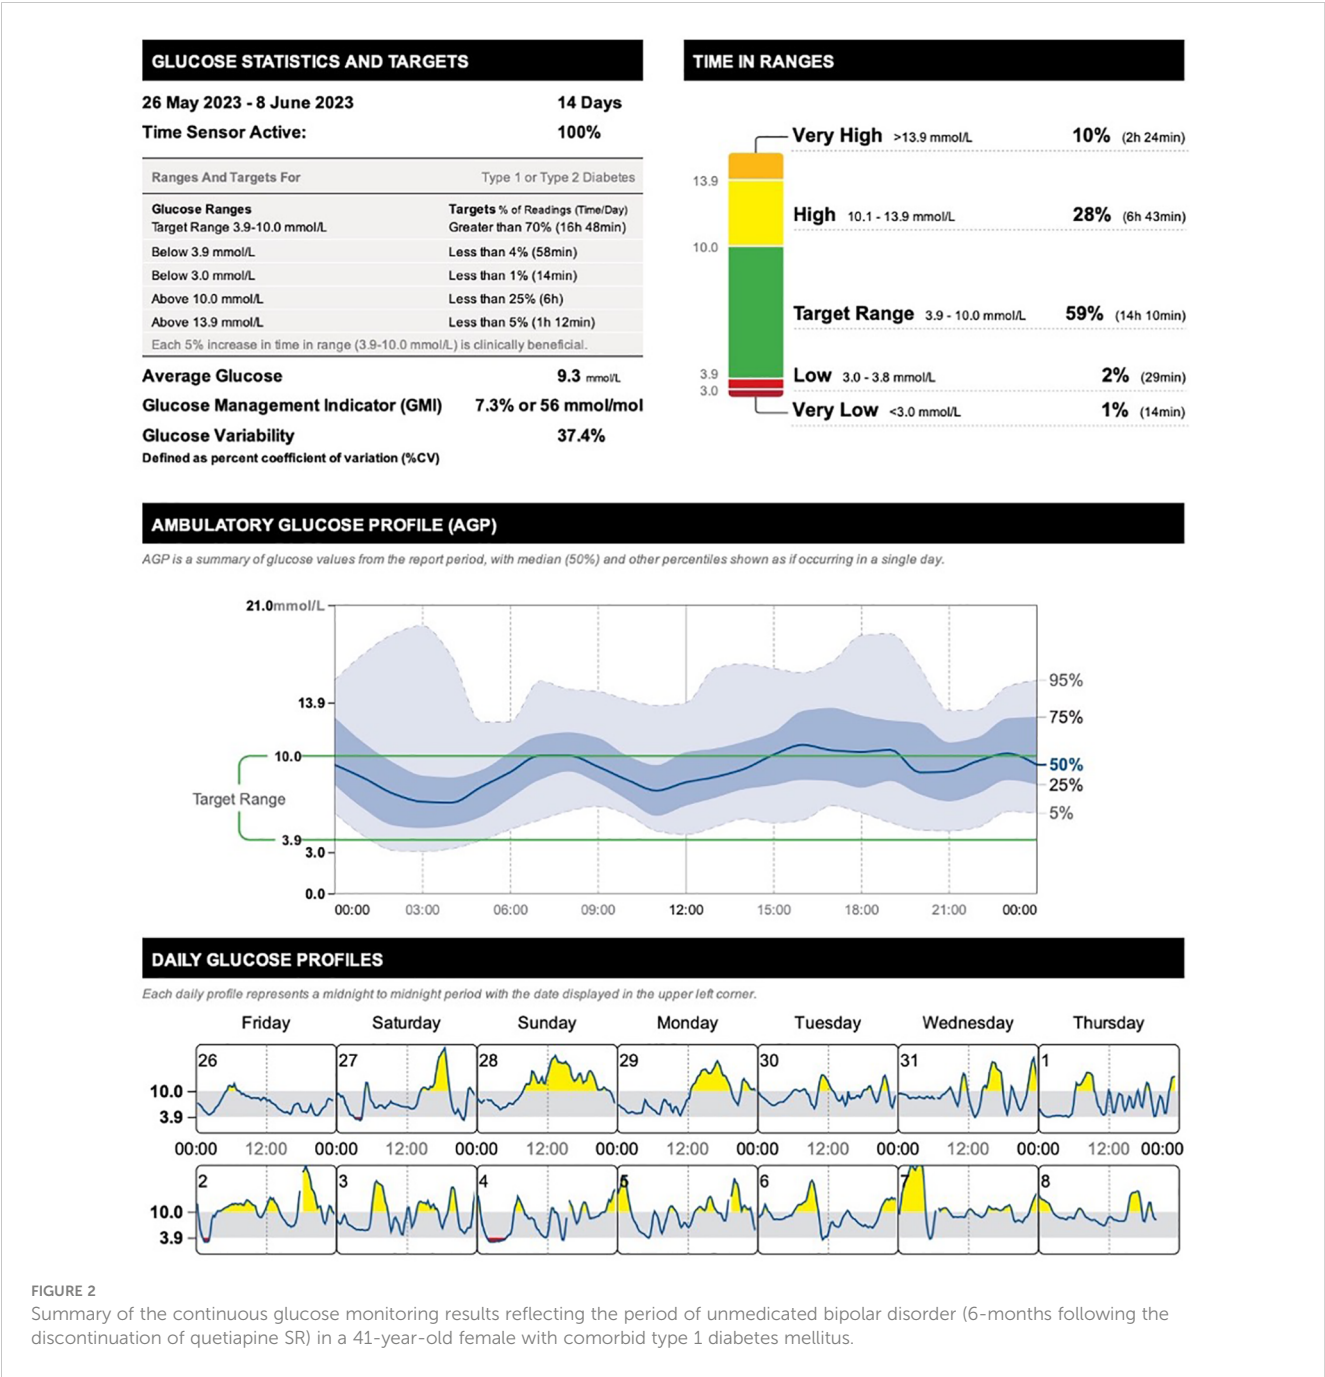 GLUCOSE STATISTICS AND TARGETS
26 May 2023 - 8 June 2023 14 Days
Time Sensor Active: 100%
Ranges And Targets For Type 1 or Type 2 Diabetes
Glucose Ranges Targets % of Readings (Time/Day)
Target Range 3.9-10.0 mmol/L Greater than 70% (16h 48min)
Below 3.9 mmol/L Less than 4% (58min)
Below 3.0 mmol/L Less than 1% (14min)
Above 10.0 mmol/L Less than 25% (6h)
Above 13.9 mmol/L Less than 5% (1h 12min)
Each 5% increase in time in range (3.9-10.0 mmol/L) is clinically beneficial.
Average Glucose 9.3 mmol/L
Glucose Management Indicator (GMI) 7.3% or 56 mmol/mol
Glucose Variability 37.4%
Defined as percent coefficient of variation (%CV)
TIME IN RANGES
Very High >13.9 mmol/L 10% (2h 24min)
13.9
High 10.1 - 13.9 mmol/L 28% (6h 43min)
10.0
Target Range 3.9 - 10.0 mmol/L 59% (14h 10min)
3.9
Low 3.0 - 3.8 mmol/L 2% (29min)
3.0
Very Low <3.0 mmol/L 1% (14min)
AMBULATORY GLUCOSE PROFILE (AGP)
AGP is a summary of glucose values from the report period, with median (50%) and other percentiles shown as if occurring in a single day.
21.0mmol/L
95%
13.9
75%
10.0
50%
25%
Target Range
5%
3.9
3.0
0.0
00:00 03:00 06:00 09:00 12:00 15:00 18:00 21:00 00:00
DAILY GLUCOSE PROFILES
Each daily profile represents a midnight to midnight period with the date displayed in the upper left corner.
Friday Saturday Sunday Monday Tuesday Wednesday Thursday
26 27 28 29 30 31 1
10.0
3.9
00:00 12:00 00:00 12:00 00:00 12:00 00:00 12:00 00:00 12:00 00:00 12:00 00:00 12:00 00:00
2 3 4 5 6 7 8
10.0
3.9
FIGURE 2
Summary of the continuous glucose monitoring results reflecting the period of unmedicated bipolar disorder (6-months following the
discontinuation of quetiapine SR) in a 41-year-old female with comorbid type 1 diabetes mellitus.